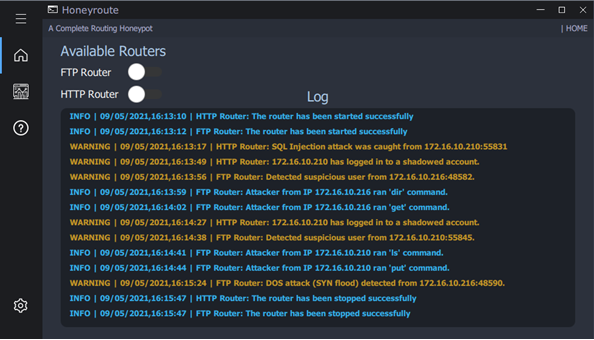 Honeyroute
A Complete Routing Honeypot
| HOME
Available Routers
FTP Router
HTTP Router
Log
INFO | 09/05/2021,16:13:10 | HTTP Router: The router has been started successfully
INFO | 09/05/2021,16:13:12 | FTP Router: The router has been started successfully
WARNING | 09/05/2021,16:13:17 | HTTP Router: SQL Injection attack was caught from 172.16.10.210:55831
WARNING | 09/05/2021,16:13:49 | HTTP Router: 172.16.10.210 has logged in to a shadowed account.
WARNING | 09/05/2021,16:13:56 | FTP Router: Detected suspicious user from 172.16.10.216:48582.
INFO | 09/05/2021,16:13:59 | FTP Router: Attacker from IP 172.16.10.216 ran 'dir' command.
INFO | 09/05/2021,16:14:02 | FTP Router: Attacker from IP 172.16.10.216 ran 'get' command.
WARNING | 09/05/2021,16:14:27 | HTTP Router: 172.16.10.210 has logged in to a shadowed account.
WARNING | 09/05/2021,16:14:38 | FTP Router: Detected suspicious user from 172.16.10.210:55845.
INFO | 09/05/2021,16:14:41 | FTP Router: Attacker from IP 172.16.10.210 ran 'ls' command.
INFO | 09/05/2021,16:14:44 | FTP Router: Attacker from IP 172.16.10.210 ran 'put' command.
WARNING | 09/05/2021,16:15:24 | FTP Router: DOS attack (SYN flood) detected from 172.16.10.216:48590.
INFO | 09/05/2021,16:15:47 | HTTP Router: The router has been stopped successfully
INFO | 09/05/2021,16:15:47 | FTP Router: The router has been stopped successfully